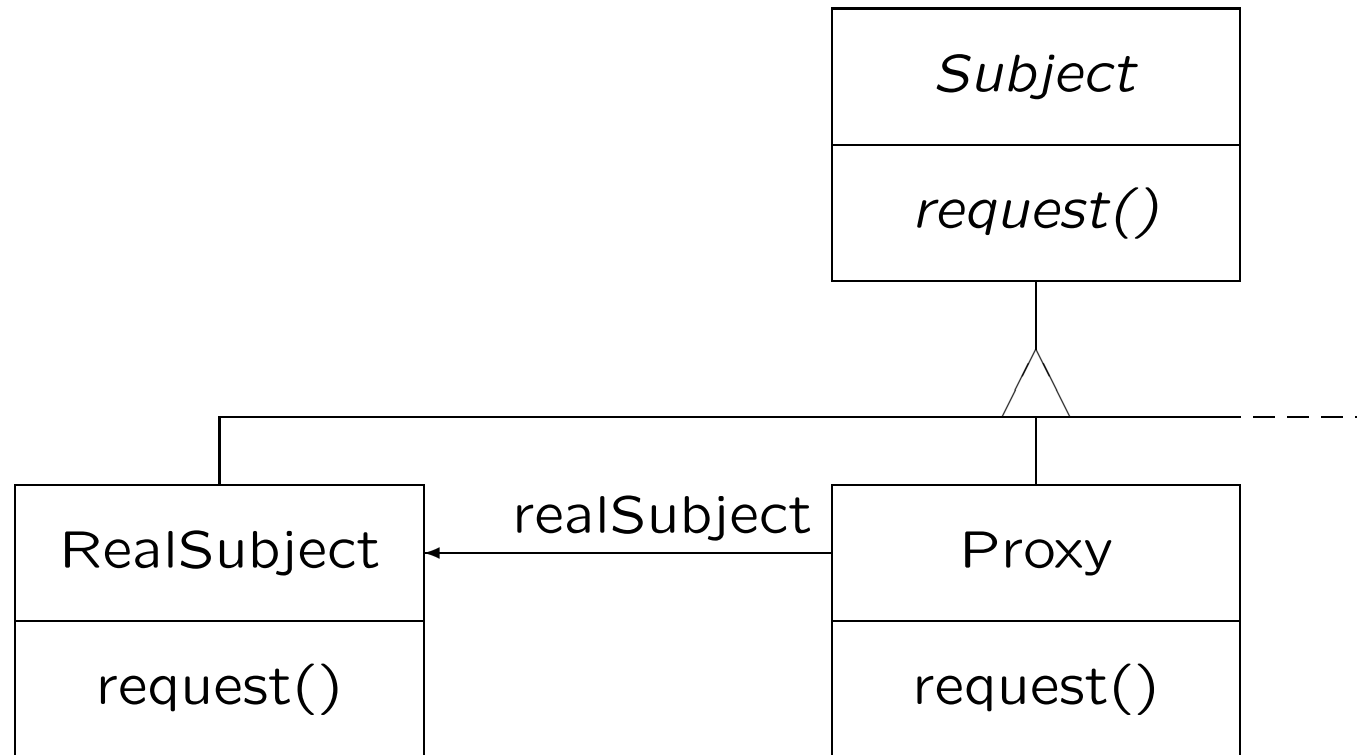 Subject
request()
realSubject
RealSubject
Proxy
request()
request()